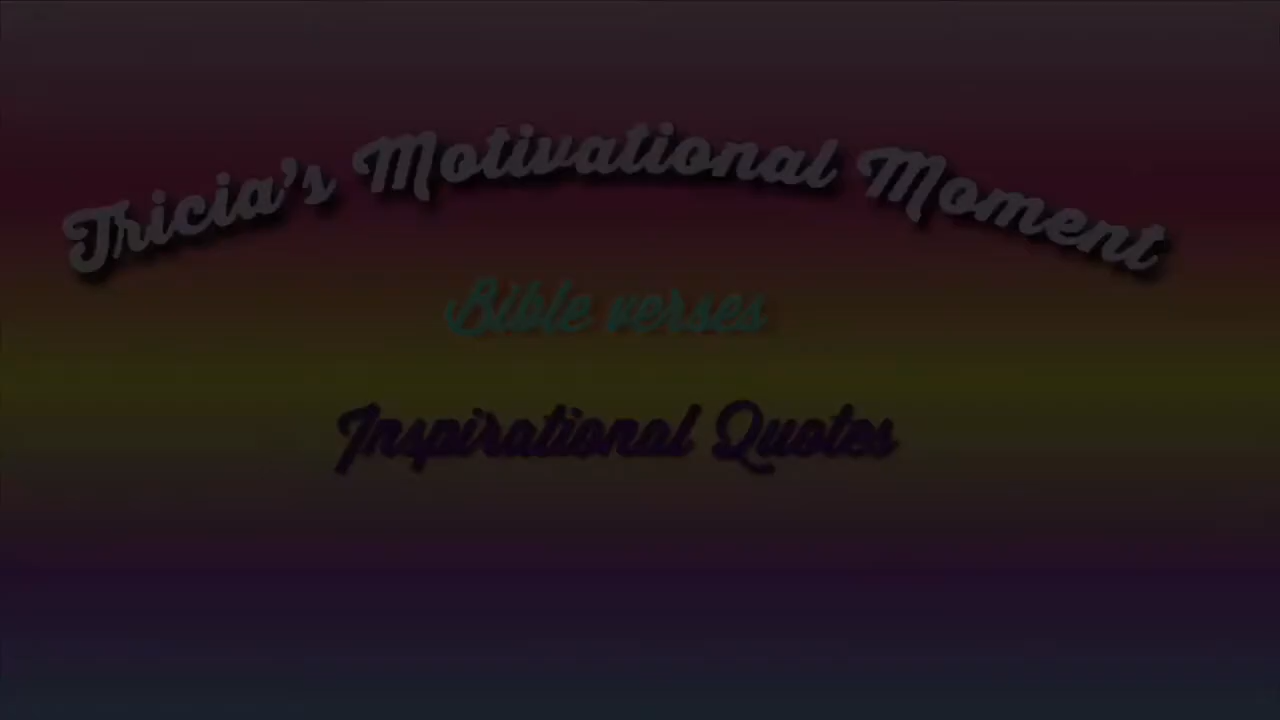 Tricia's Motivational Moment
Bible verses
Inspirational Quotes